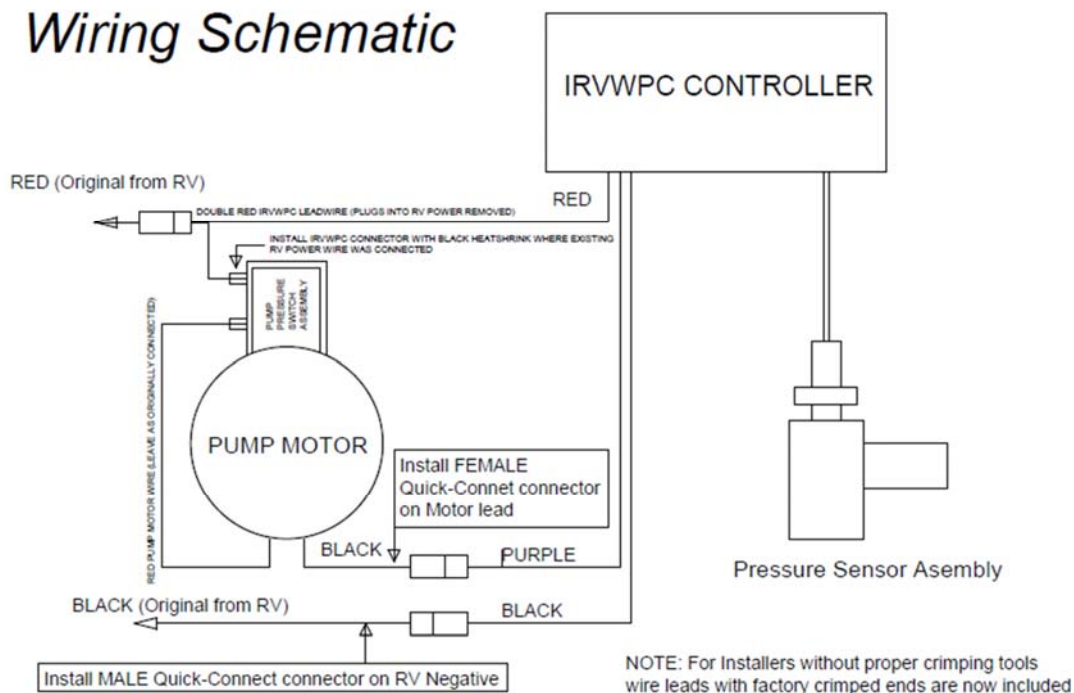 Wiring Schematic
IRVWPC CONTROLLER
RED (Original from RV)
RED
DOUBLE RED IRVWPC LEADWIRE (PLUGS INTO RV POWER REMOVED)
INSTALL IRVWPC CONNECTOR WITH BLACK HEATSHRINK WHERE EXISTING
RV POWER WIRE WAS CONNECTED
PUMP
PRESSURE
SWITCH
ASSEMBLY
RED PUMP MOTOR WIRE (LEAVE AS ORIGINALLY CONNECTED)
PUMP MOTOR
Install FEMALE
Quick-Connet connector
on Motor lead
BLACK
PURPLE
Pressure Sensor Asembly
BLACK (Original from RV)
BLACK
Install MALE Quick-Connect connector on RV Negative
NOTE: For Installers without proper crimping tools
wire leads with factory crimped ends are now included